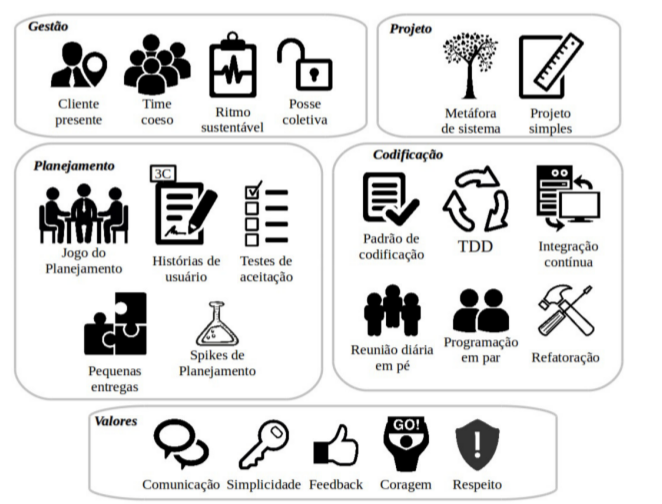 Gestão
Cliente
presente
Time
coeso
Ritmo
sustentável
Posse
coletiva
Projeto
Metáfora
de sistema
Projeto
simples
Planejamento
Jogo do
Planejamento
3C
Histórias de
usuário
Testes de
aceitação
Pequenas
entregas
Spikes de
Planejamento
Codificação
Padrão de
codificação
TDD
Integração
contínua
Reunião diária
em pé
Programação
em par
Refatoração
Valores
Comunicação
Simplicidade
Feedback
GO!
Coragem
Respeito